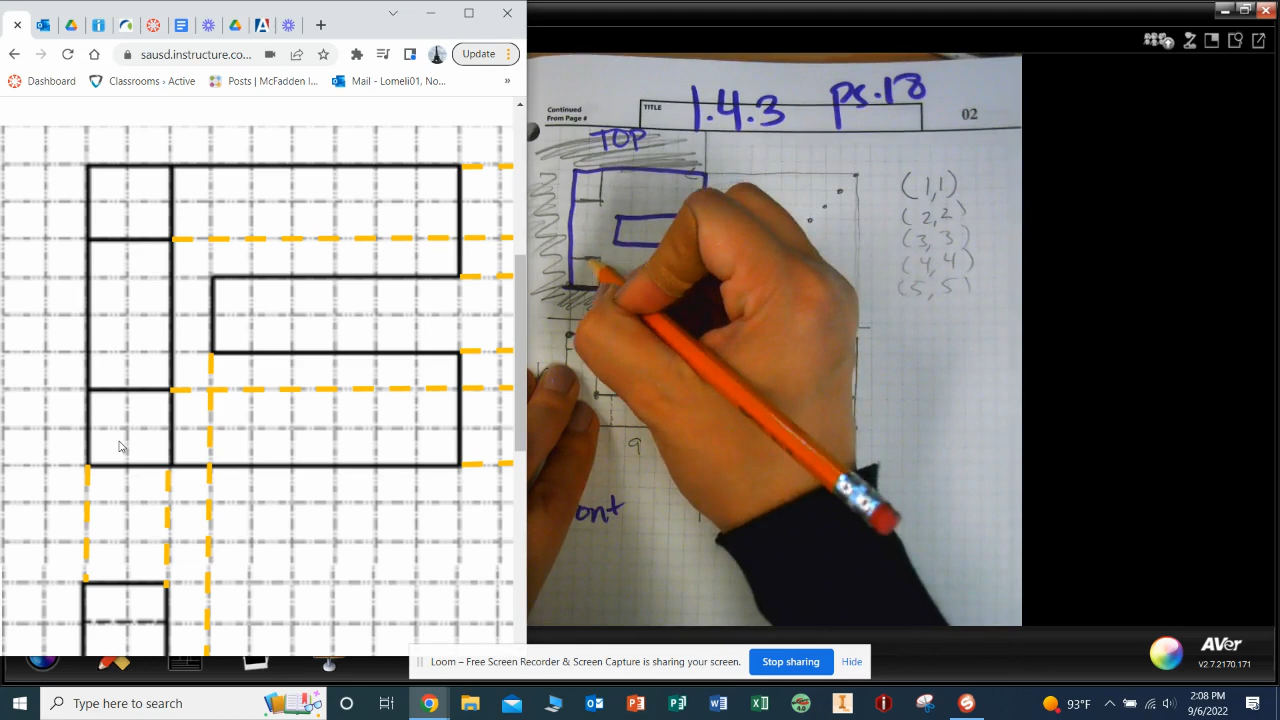 sausd.instructure.co...
Update
Dashboard
Classrooms › Active
Posts | McFadden I...
Mail - Lomeli01, No...
»
Continued
From Page #
TITLE
1.4.3 ps.18
02
TOP
(1,1)
(2,2)
(3,3)
(4,4)
(5,5)
9
ont
AVer
v2.7.2170.171
Loom – Free Screen Recorder & Screen Capture is sharing your screen.
Stop sharing
Hide
Type here to search
93°F
2:08 PM
9/6/2022